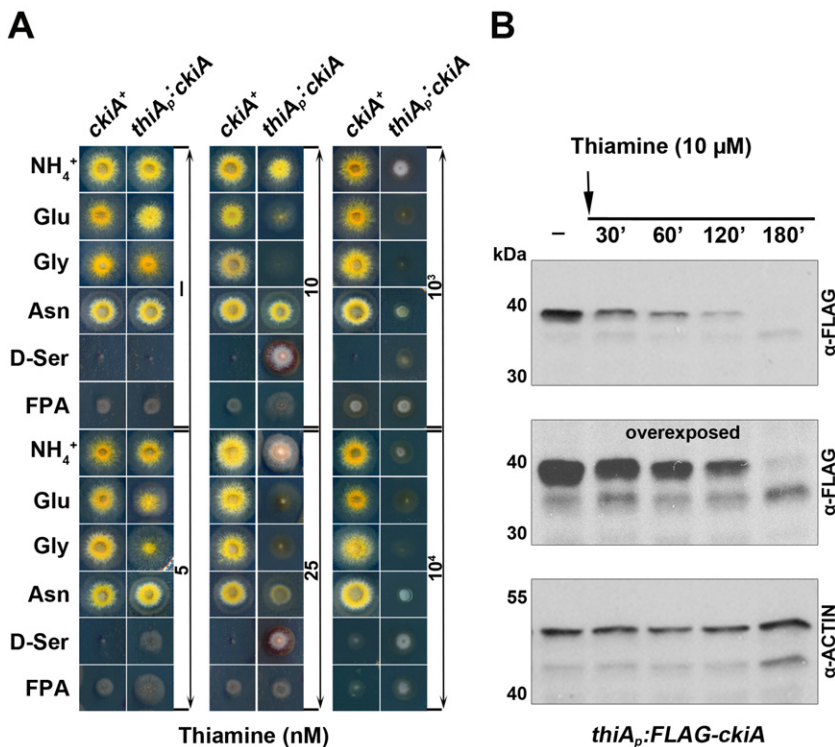 A
ckiA+ thiAp:ckiA ckiA+ thiAp:ckiA ckiA+ thiAp:ckiA
NH4+
Glu
Gly
Asn
D-Ser
FPA
– 10 10³
NH4+
Glu
Gly
Asn
D-Ser
FPA
5 25 10⁴
Thiamine (nM)
B
Thiamine (10 µM)
– 30’ 60’ 120’ 180’
kDa
40
30
α-FLAG
overexposed
40
30
α-FLAG
55
40
α-ACTIN
thiAp:FLAG-ckiA